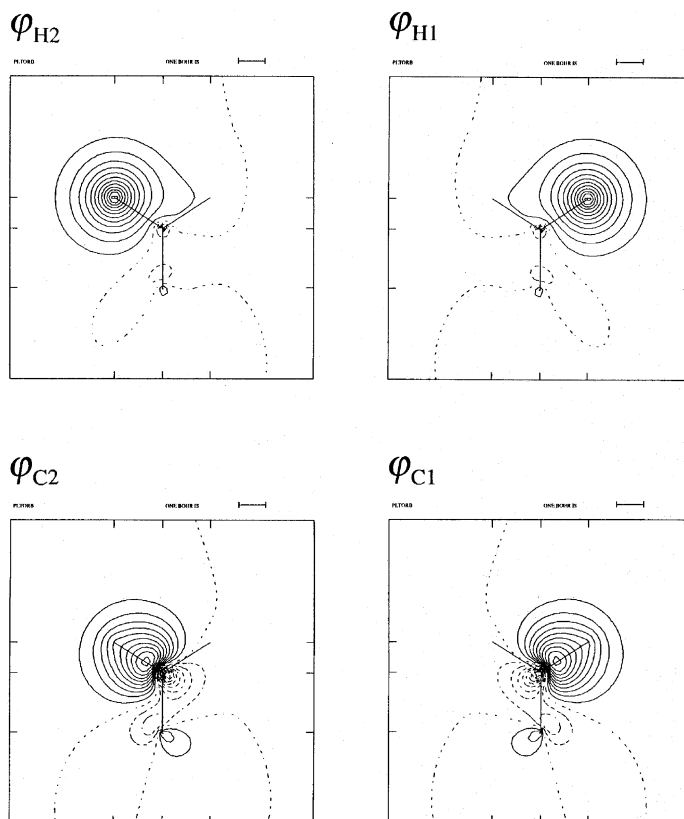 φH2
φH1
PLTORB ONE BOHR IS
PLTORB ONE BOHR IS
φC2
φC1
PLTORB ONE BOHR IS
PLTORB ONE BOHR IS